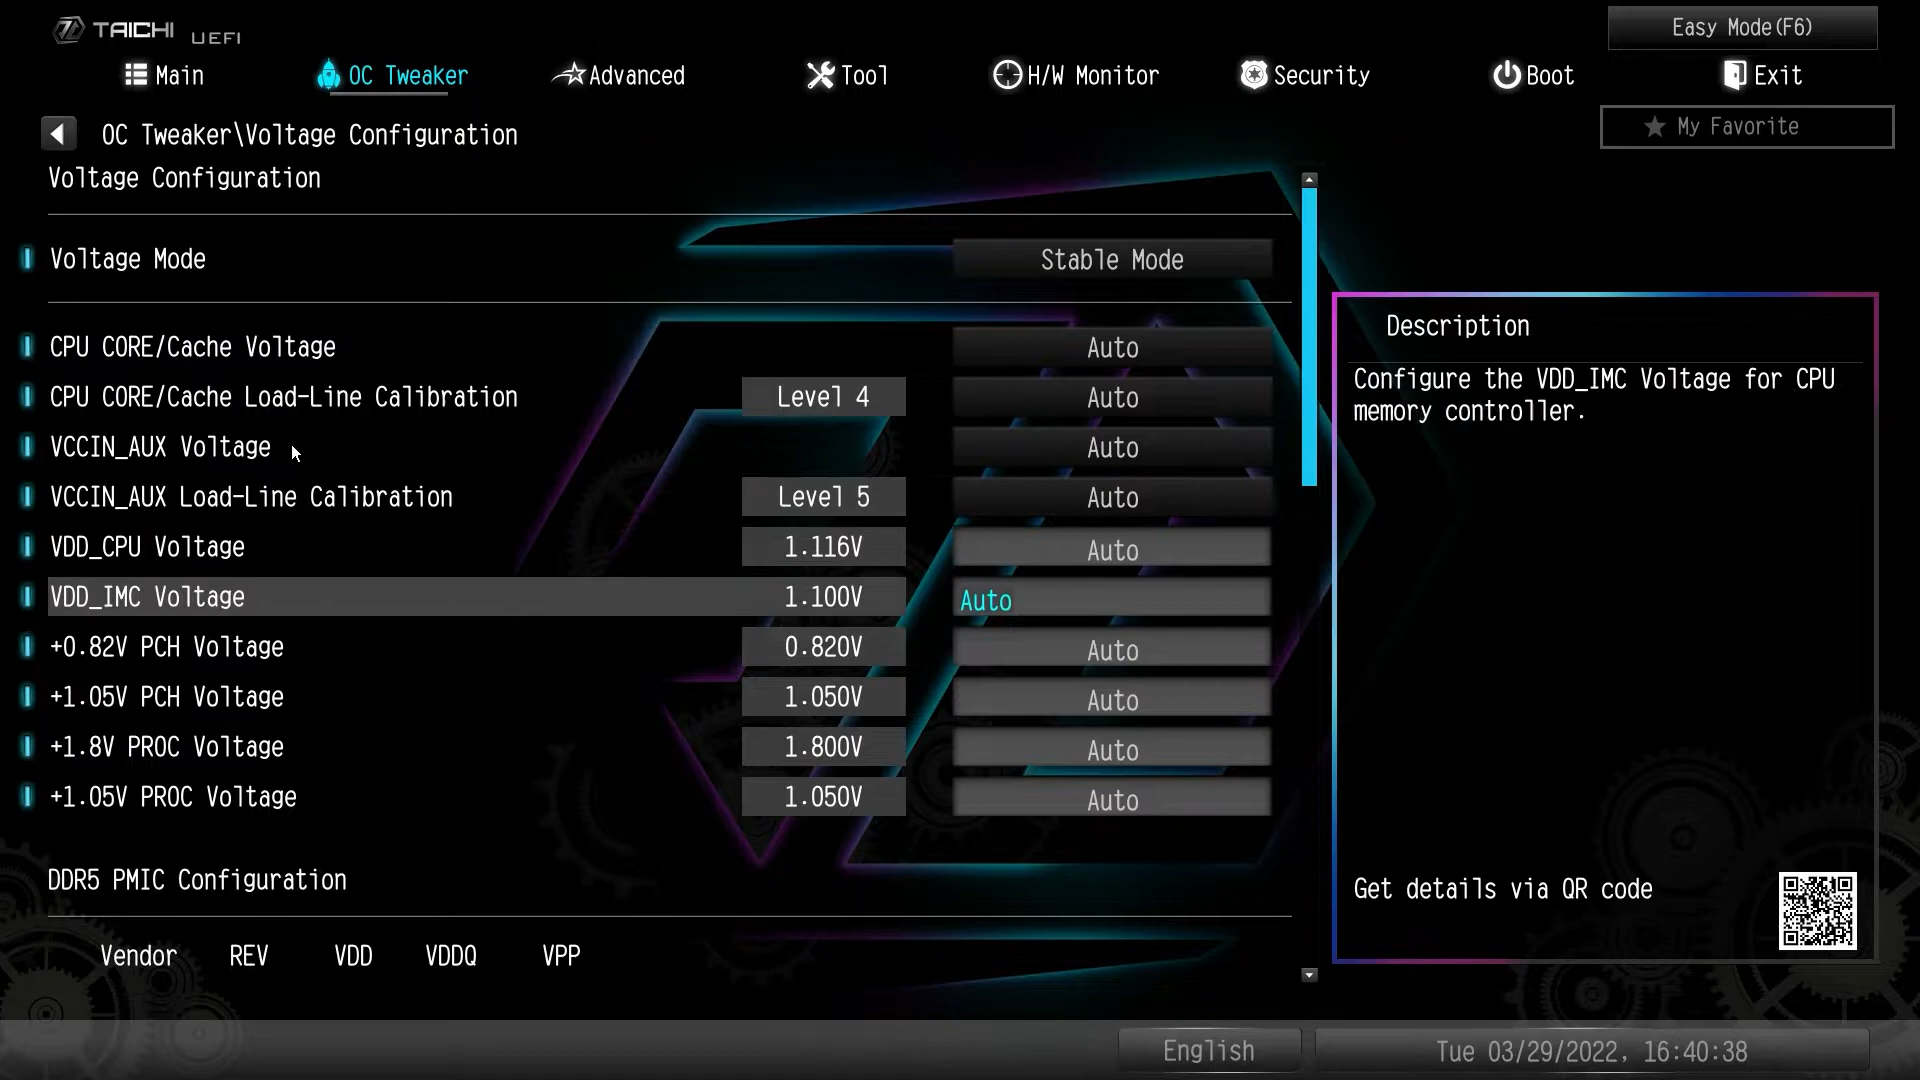 TAICHI UEFI
Easy Mode(F6)
Main OC Tweaker Advanced Tool H/W Monitor Security Boot Exit
OC Tweaker\Voltage Configuration
My Favorite
Voltage Configuration
Voltage Mode Stable Mode
CPU CORE/Cache Voltage Auto
CPU CORE/Cache Load-Line Calibration Level 4 Auto
VCCIN_AUX Voltage Auto
VCCIN_AUX Load-Line Calibration Level 5 Auto
VDD_CPU Voltage 1.116V Auto
VDD_IMC Voltage 1.100V Auto
+0.82V PCH Voltage 0.820V Auto
+1.05V PCH Voltage 1.050V Auto
+1.8V PROC Voltage 1.800V Auto
+1.05V PROC Voltage 1.050V Auto
DDR5 PMIC Configuration
Vendor REV VDD VDDQ VPP
Description
Configure the VDD_IMC Voltage for CPU
memory controller.
Get details via QR code
English
Tue 03/29/2022, 16:40:38